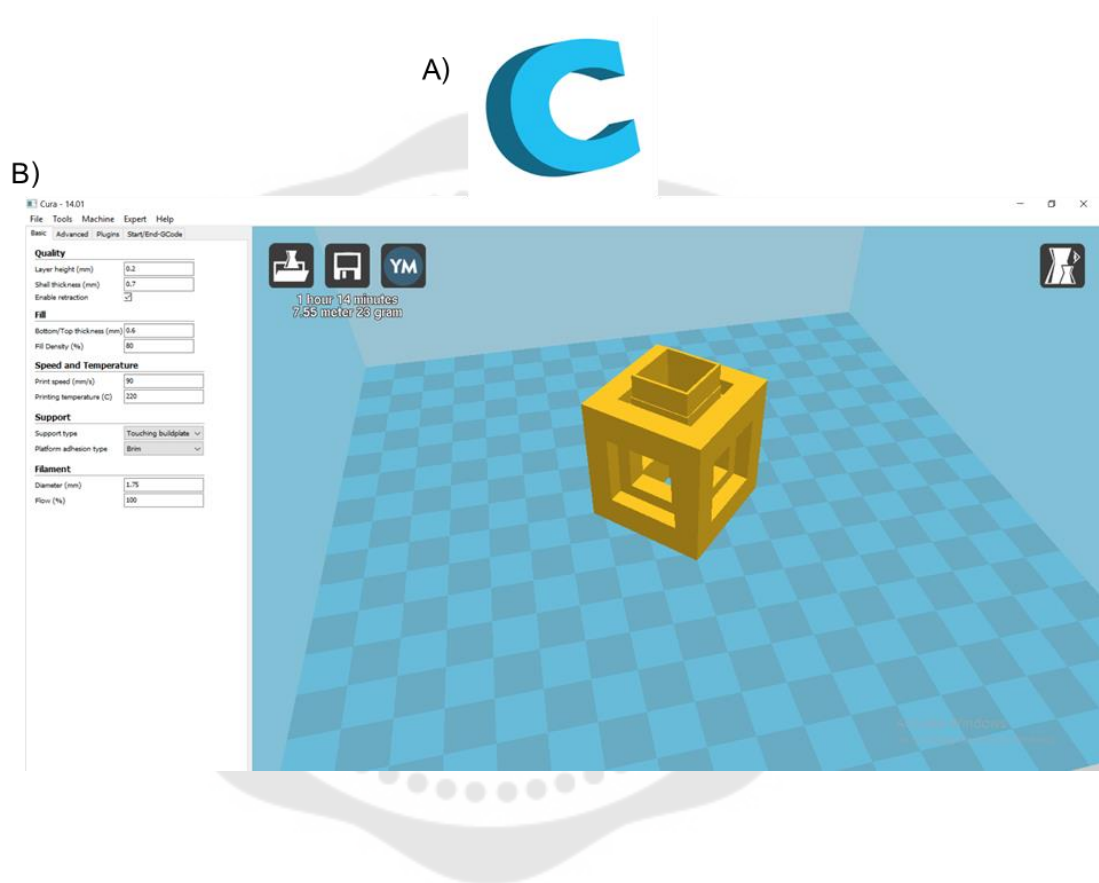 A)
C
B)
Cura - 14.01
File Tools Machine Expert Help
Basic Advanced Plugins Start/End-GCode
Quality
Layer height (mm) 0.2
Shell thickness (mm) 0.7
Enable retraction
Fill
Bottom/Top thickness (mm) 0.6
Fill Density (%) 80
Speed and Temperature
Print speed (mm/s) 90
Printing temperature (C) 220
Support
Support type Touching buildplate
Platform adhesion type Brim
Filament
Diameter (mm) 1.75
Flow (%) 100
YM
1 hour 14 minutes
7.55 meter 23 gram